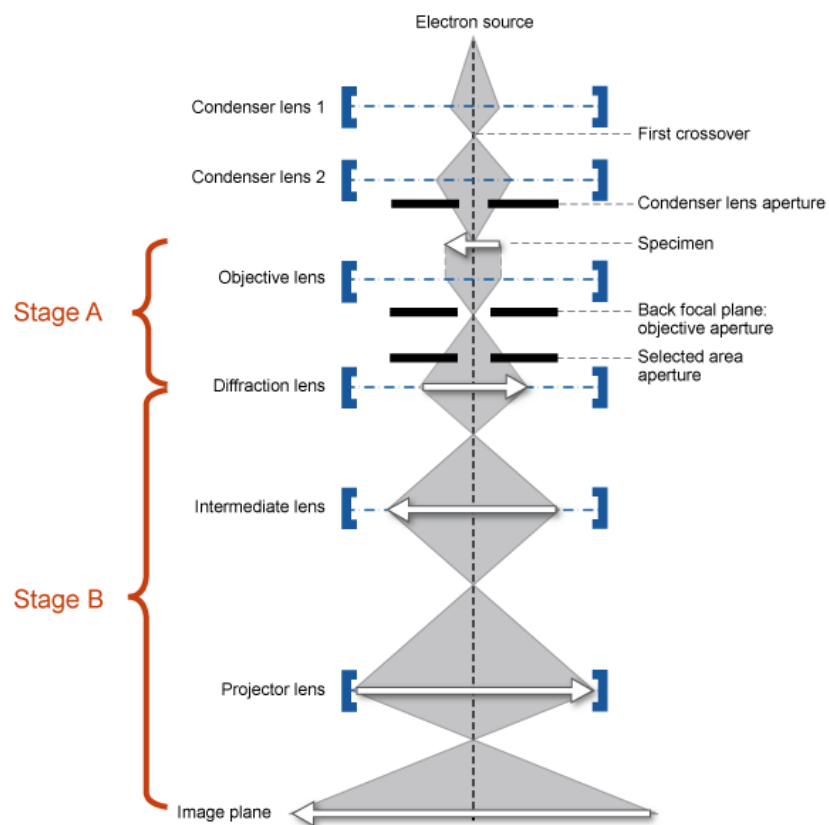 Electron source
Condenser lens 1
First crossover
Condenser lens 2
Condenser lens aperture
Specimen
Objective lens
Stage A
Back focal plane:
objective aperture
Selected area
aperture
Diffraction lens
Intermediate lens
Stage B
Projector lens
Image plane